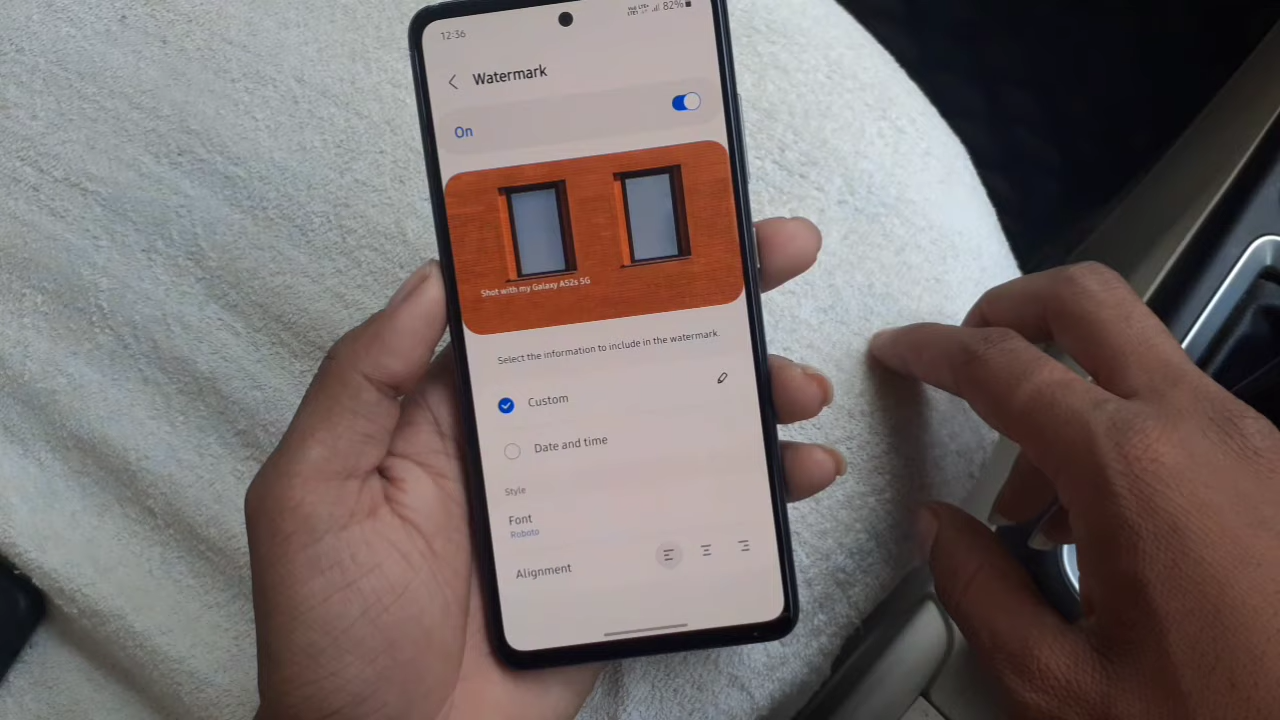 12:36
82%
Watermark
On
Shot with my Galaxy A52s 5G
Select the information to include in the watermark.
Custom
Date and time
Style
Font
Roboto
Alignment